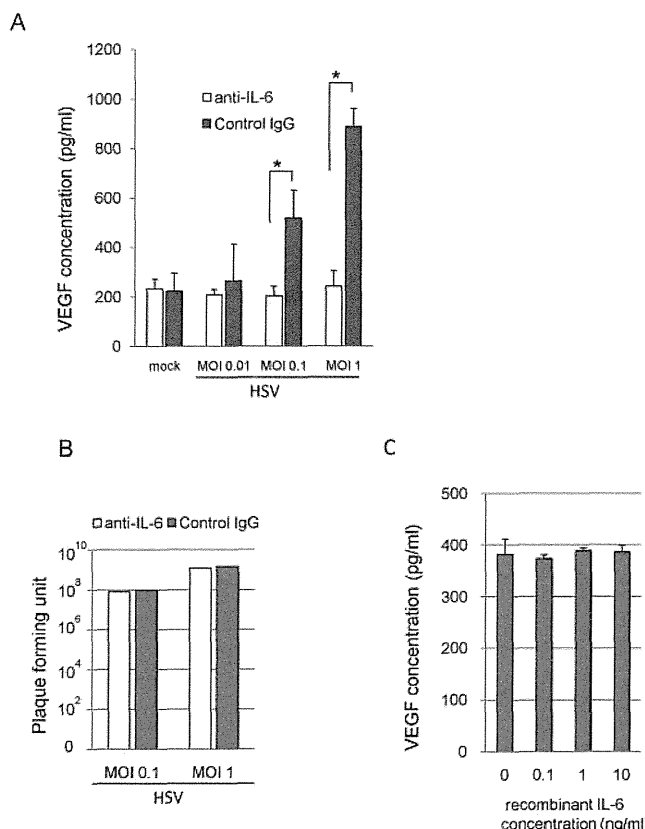 A
1200
1000
800
600
400
200
0
VEGF concentration (pg/ml)
anti-IL-6
Control IgG
*
*
mock
MOI 0.01
MOI 0.1
MOI 1
HSV
B
anti-IL-6
Control IgG
10^10
10^8
10^6
10^4
10^2
0
Plaque forming unit
MOI 0.1
MOI 1
HSV
C
500
400
300
200
100
0
VEGF concentration (pg/ml)
0
0.1
1
10
recombinant IL-6
concentration (ng/ml